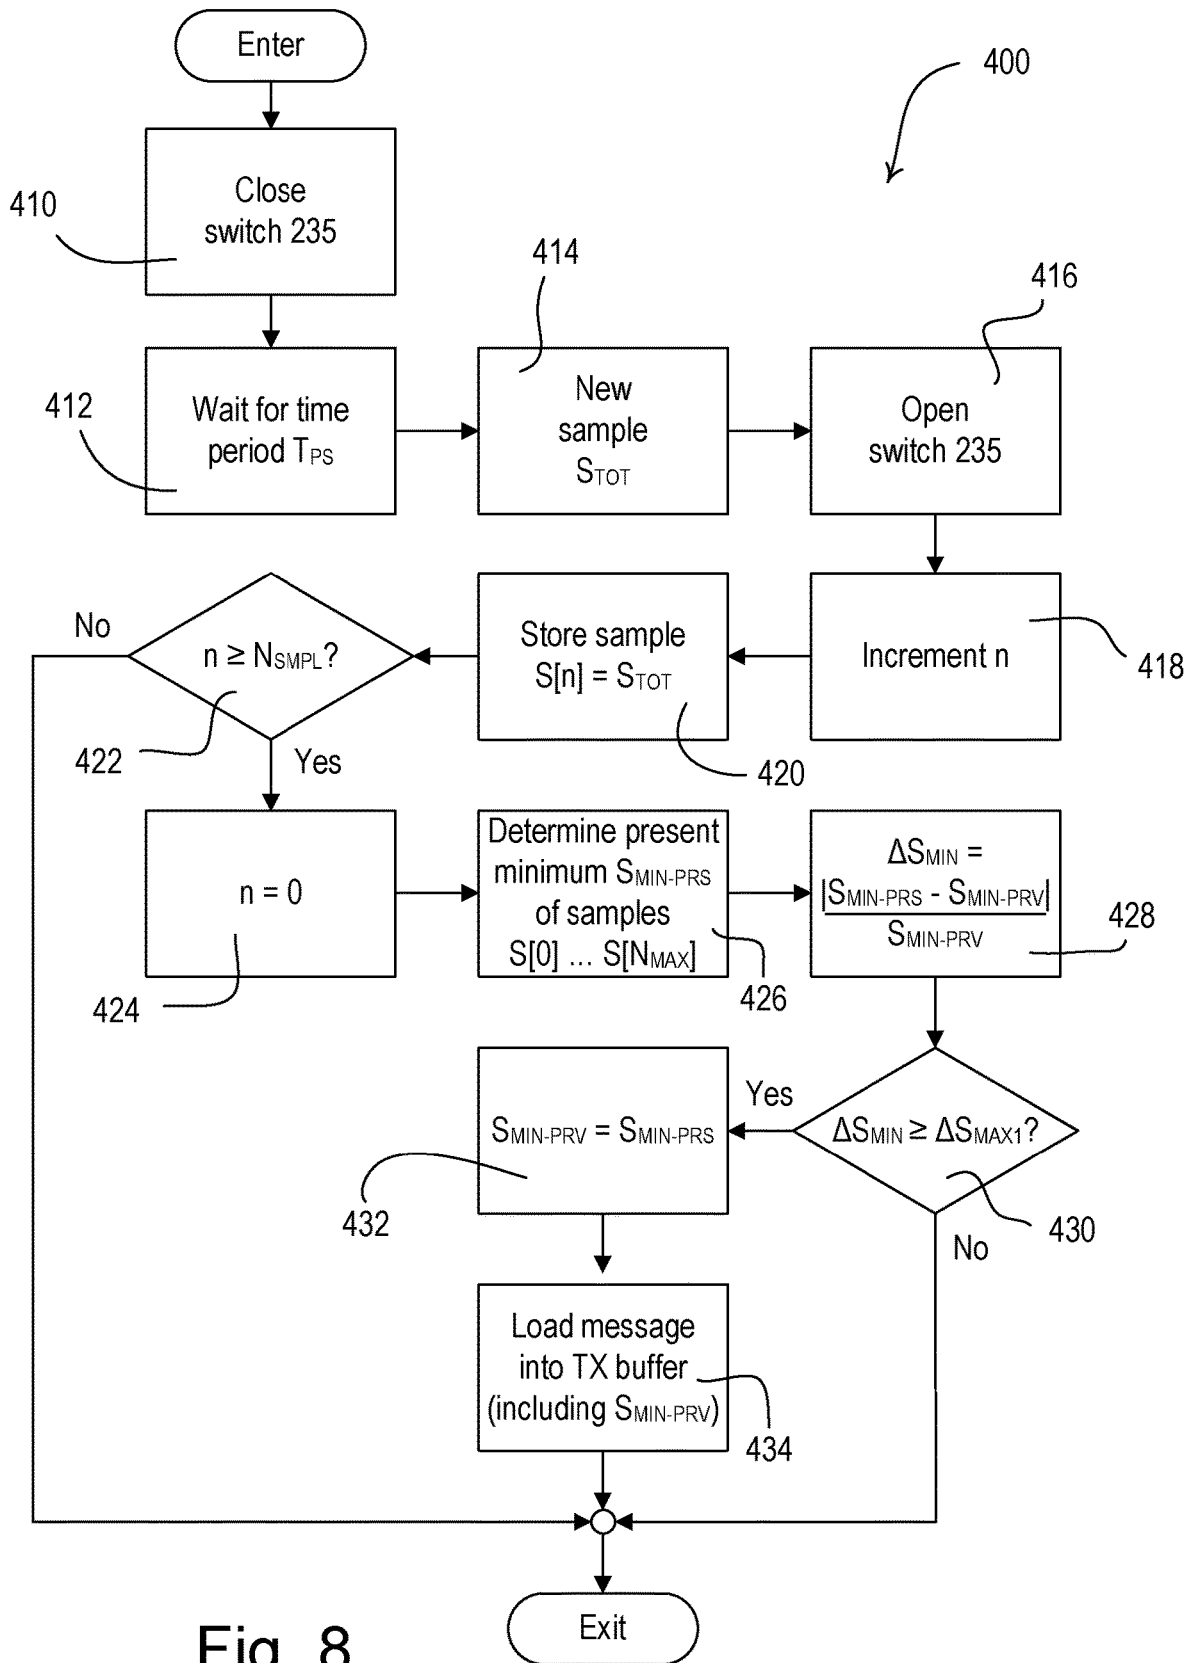 Enter
400
Close
switch 235
410
414
416
Wait for time
period TPS
412
New
sample
STOT
Open
switch 235
No
n ≥ NSMPL?
422
Yes
Store sample
S[n] = STOT
420
Increment n
418
n = 0
424
Determine present
minimum SMIN-PRS
of samples
S[0] ... S[NMAX]
426
ΔSMIN =
|SMIN-PRS - SMIN-PRV|
SMIN-PRV
428
SMIN-PRV = SMIN-PRS
432
Yes
ΔSMIN ≥ ΔSMAX1?
430
No
Load message
into TX buffer
(including SMIN-PRV)
434
Exit
Fig. 8